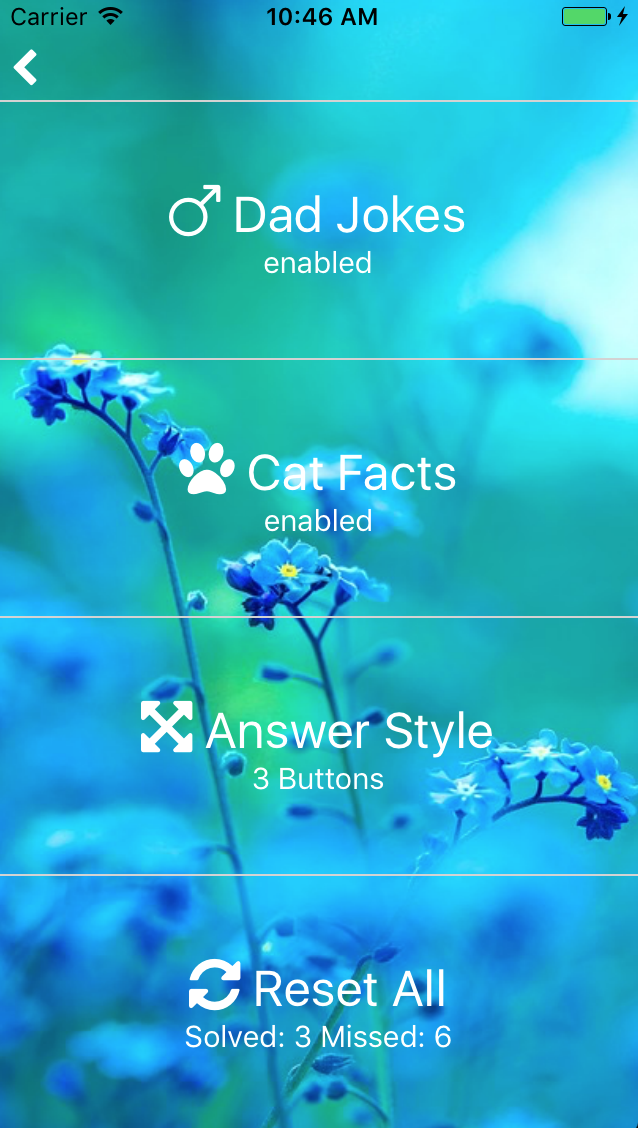 Carrier 10:46 AM
Dad Jokes
enabled
Cat Facts
enabled
Answer Style
3 Buttons
Reset All
Solved: 3 Missed: 6